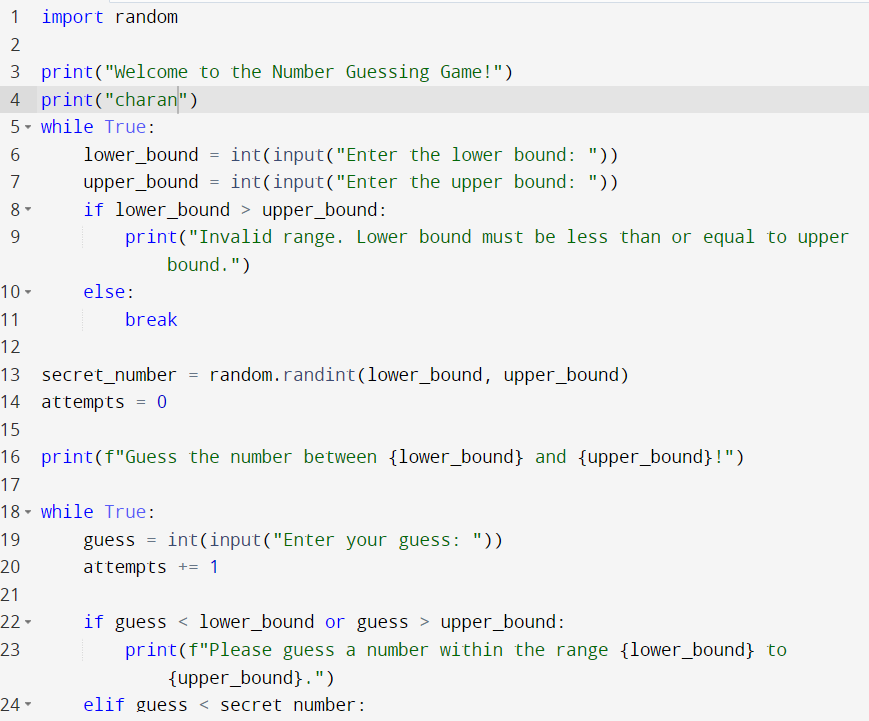 1 import random
2
3 print("Welcome to the Number Guessing Game!")
4 print("charan")
5 while True:
6     lower_bound = int(input("Enter the lower bound: "))
7     upper_bound = int(input("Enter the upper bound: "))
8     if lower_bound > upper_bound:
9         print("Invalid range. Lower bound must be less than or equal to upper
            bound.")
10     else:
11         break
12
13 secret_number = random.randint(lower_bound, upper_bound)
14 attempts = 0
15
16 print(f"Guess the number between {lower_bound} and {upper_bound}!")
17
18 while True:
19     guess = int(input("Enter your guess: "))
20     attempts += 1
21
22     if guess < lower_bound or guess > upper_bound:
23         print(f"Please guess a number within the range {lower_bound} to
            {upper_bound}.")
24     elif guess < secret_number: